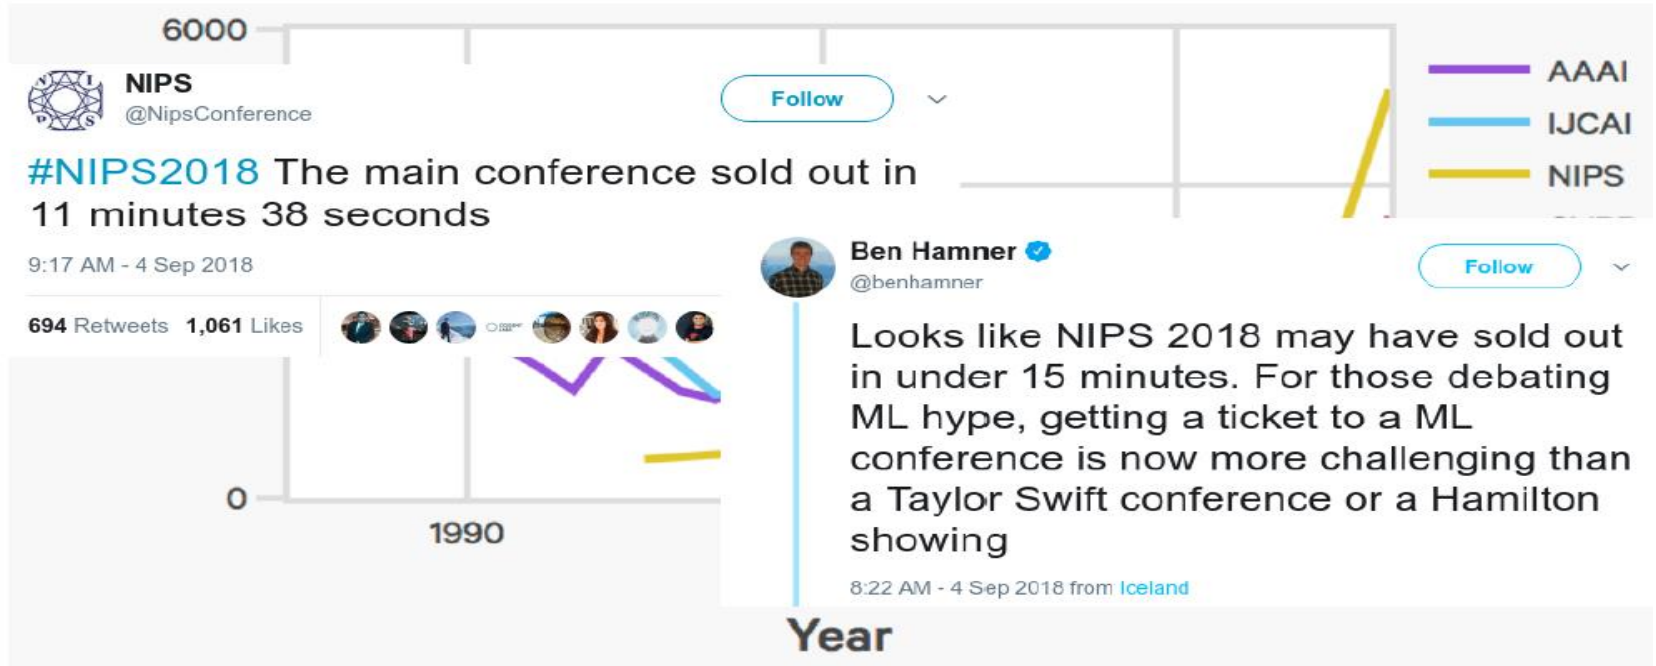 6000
AAAI
IJCAI
NIPS
NIPS
@NipsConference
Follow
#NIPS2018 The main conference sold out in
11 minutes 38 seconds
9:17 AM - 4 Sep 2018
694 Retweets 1,061 Likes
Ben Hamner
@benhamner
Follow
Looks like NIPS 2018 may have sold out
in under 15 minutes. For those debating
ML hype, getting a ticket to a ML
conference is now more challenging than
a Taylor Swift conference or a Hamilton
showing
8:22 AM - 4 Sep 2018 from Iceland
0
1990
Year